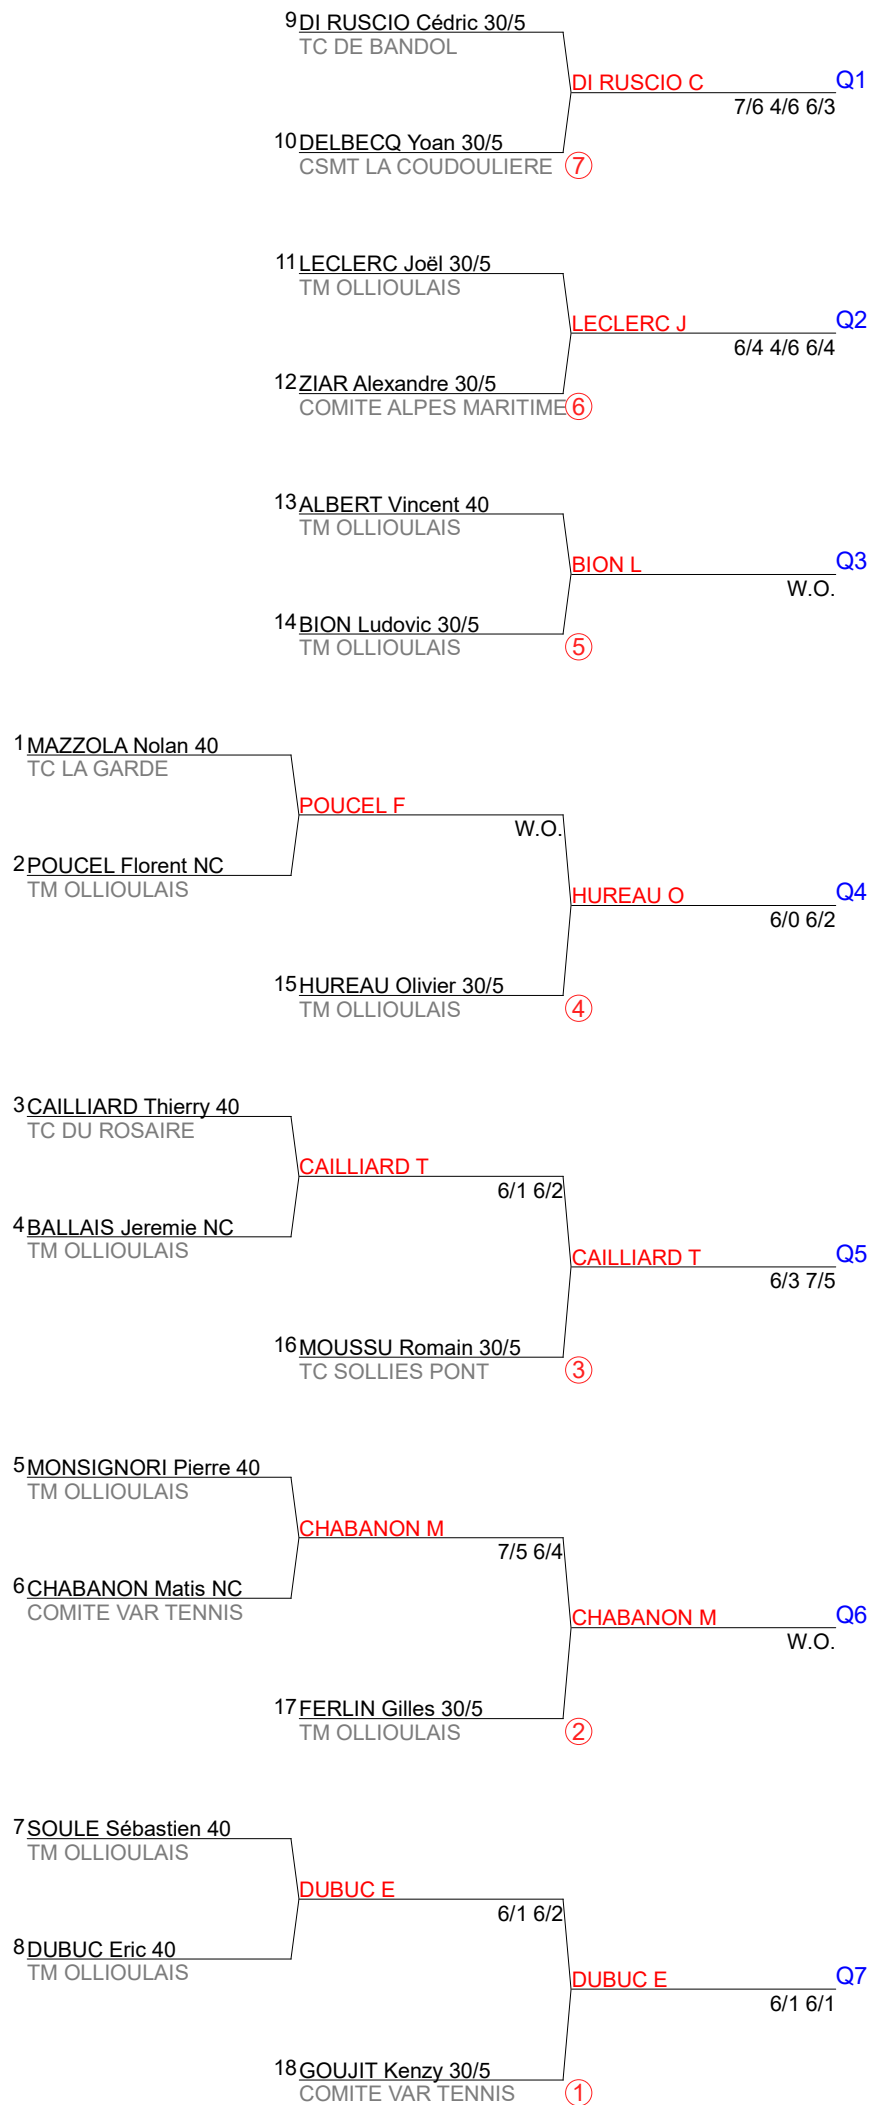 9 DI RUSCIO Cédric 30/5
TC DE BANDOL
DI RUSCIO C Q1
7/6 4/6 6/3
10 DELBECQ Yoan 30/5
CSMT LA COUDOULIERE 7
11 LECLERC Joël 30/5
TM OLLIOULAIS
LECLERC J Q2
6/4 4/6 6/4
12 ZIAR Alexandre 30/5
COMITE ALPES MARITIME 6
13 ALBERT Vincent 40
TM OLLIOULAIS
BION L Q3
W.O.
14 BION Ludovic 30/5
TM OLLIOULAIS 5
1 MAZZOLA Nolan 40
TC LA GARDE
POUCEL F
W.O.
2 POUCEL Florent NC
TM OLLIOULAIS
HUREAU O Q4
6/0 6/2
15 HUREAU Olivier 30/5
TM OLLIOULAIS 4
3 CAILLIARD Thierry 40
TC DU ROSAIRE
CAILLIARD T
6/1 6/2
4 BALLAIS Jeremie NC
TM OLLIOULAIS
CAILLIARD T Q5
6/3 7/5
16 MOUSSU Romain 30/5
TC SOLLIES PONT 3
5 MONSIGNORI Pierre 40
TM OLLIOULAIS
CHABANON M
7/5 6/4
6 CHABANON Matis NC
COMITE VAR TENNIS
CHABANON M Q6
W.O.
17 FERLIN Gilles 30/5
TM OLLIOULAIS 2
7 SOULE Sébastien 40
TM OLLIOULAIS
DUBUC E
6/1 6/2
8 DUBUC Eric 40
TM OLLIOULAIS
DUBUC E Q7
6/1 6/1
18 GOUJIT Kenzy 30/5
COMITE VAR TENNIS 1